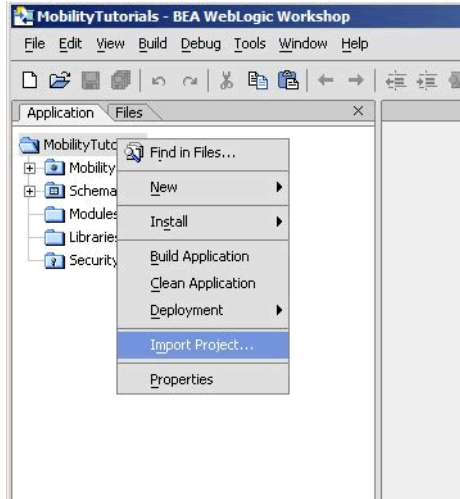 MobilityTutorials - BEA WebLogic Workshop
File Edit View Build Debug Tools Window Help
Application Files
MobilityTuto
Find in Files...
Mobility
New
Schema
Modules
Install
Libraries
Build Application
Security
Clean Application
Deployment
Import Project...
Properties